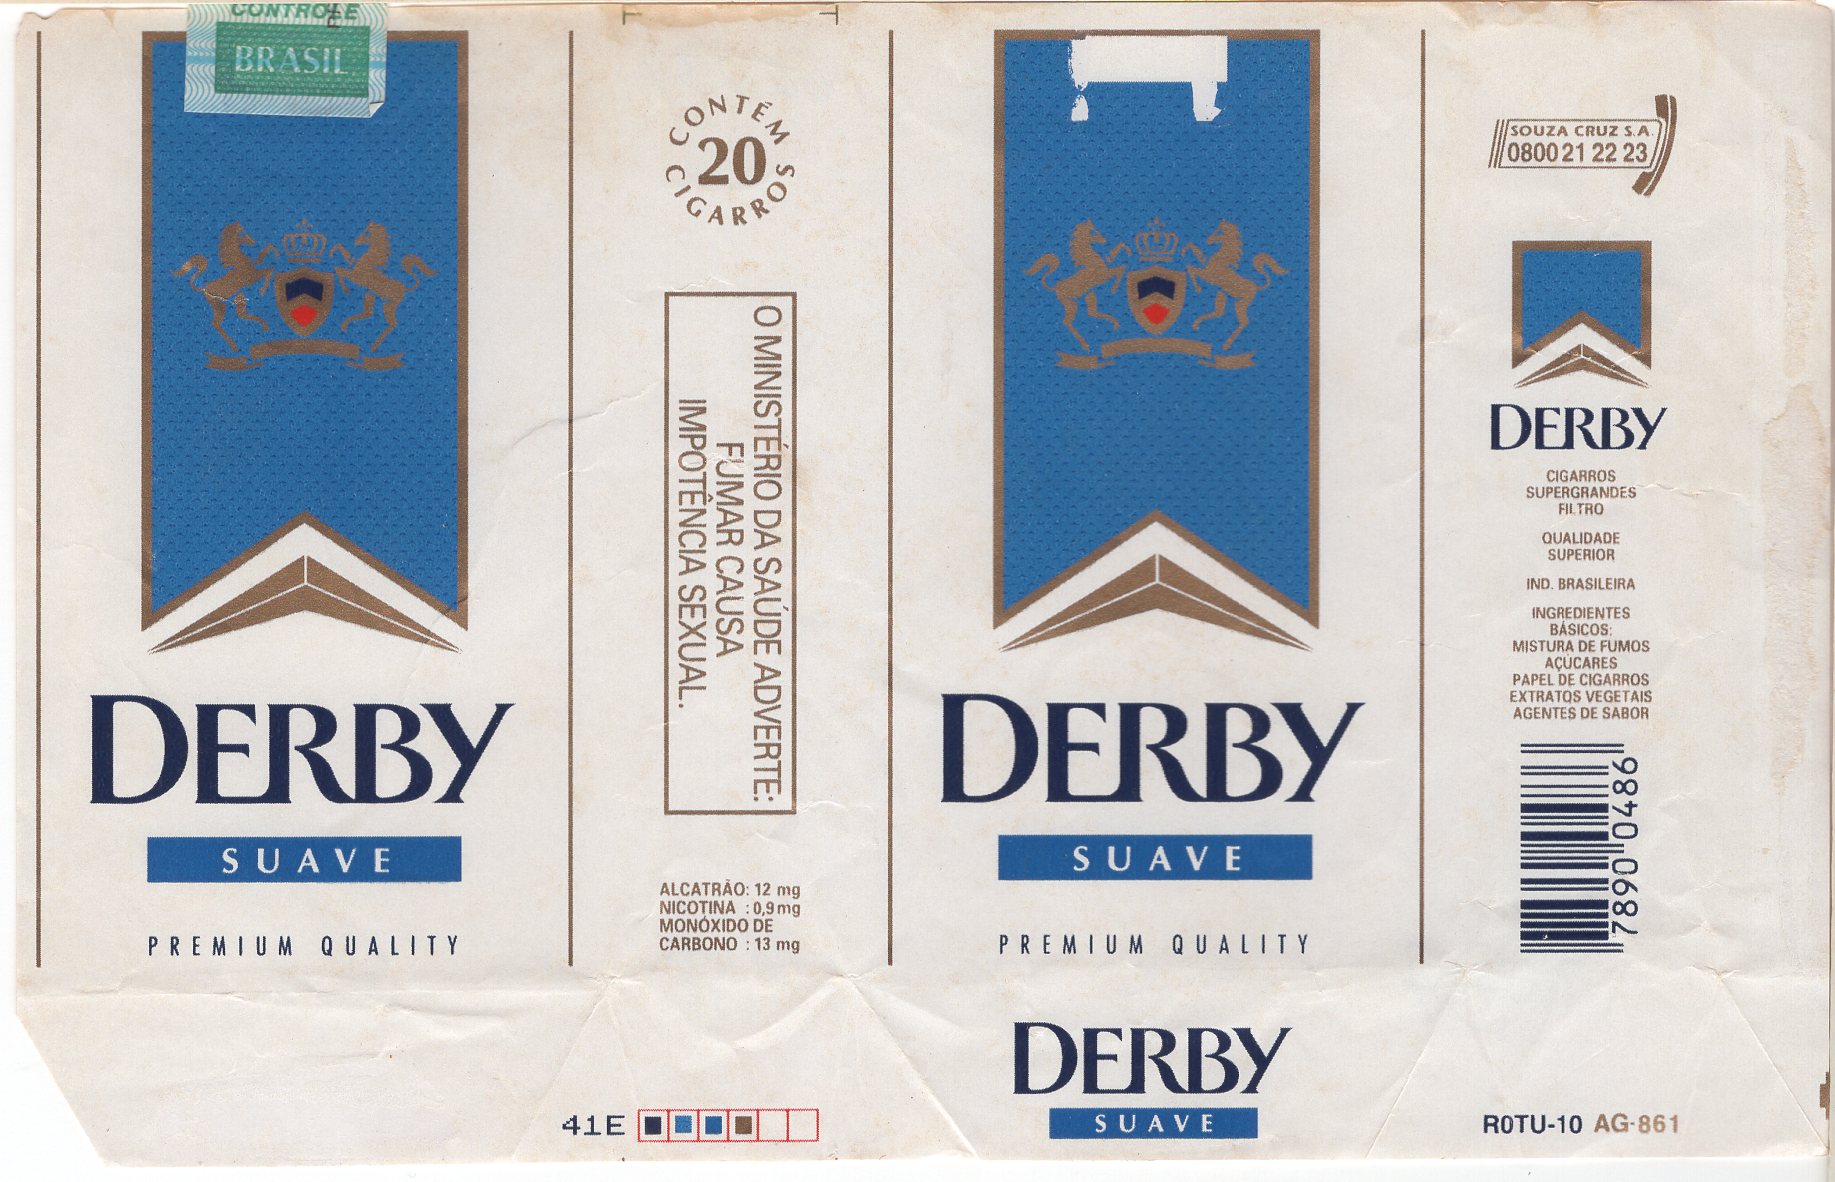 CONTROLE
BRASIL
DERBY
SUAVE
PREMIUM QUALITY
CONTÉM
20
CIGARROS
O MINISTÉRIO DA SAÚDE ADVERTE:
FUMAR CAUSA
IMPOTÊNCIA SEXUAL.
ALCATRÃO: 12 mg
NICOTINA : 0,9 mg
MONÓXIDO DE
CARBONO : 13 mg
41E
DERBY
SUAVE
PREMIUM QUALITY
DERBY
SUAVE
SOUZA CRUZ S.A.
0800 21 22 23
DERBY
CIGARROS
SUPERGRANDES
FILTRO
QUALIDADE
SUPERIOR
IND. BRASILEIRA
INGREDIENTES
BÁSICOS:
MISTURA DE FUMOS
AÇÚCARES
PAPEL DE CIGARROS
EXTRATOS VEGETAIS
AGENTES DE SABOR
7890 0486
R0TU-10 AG-861